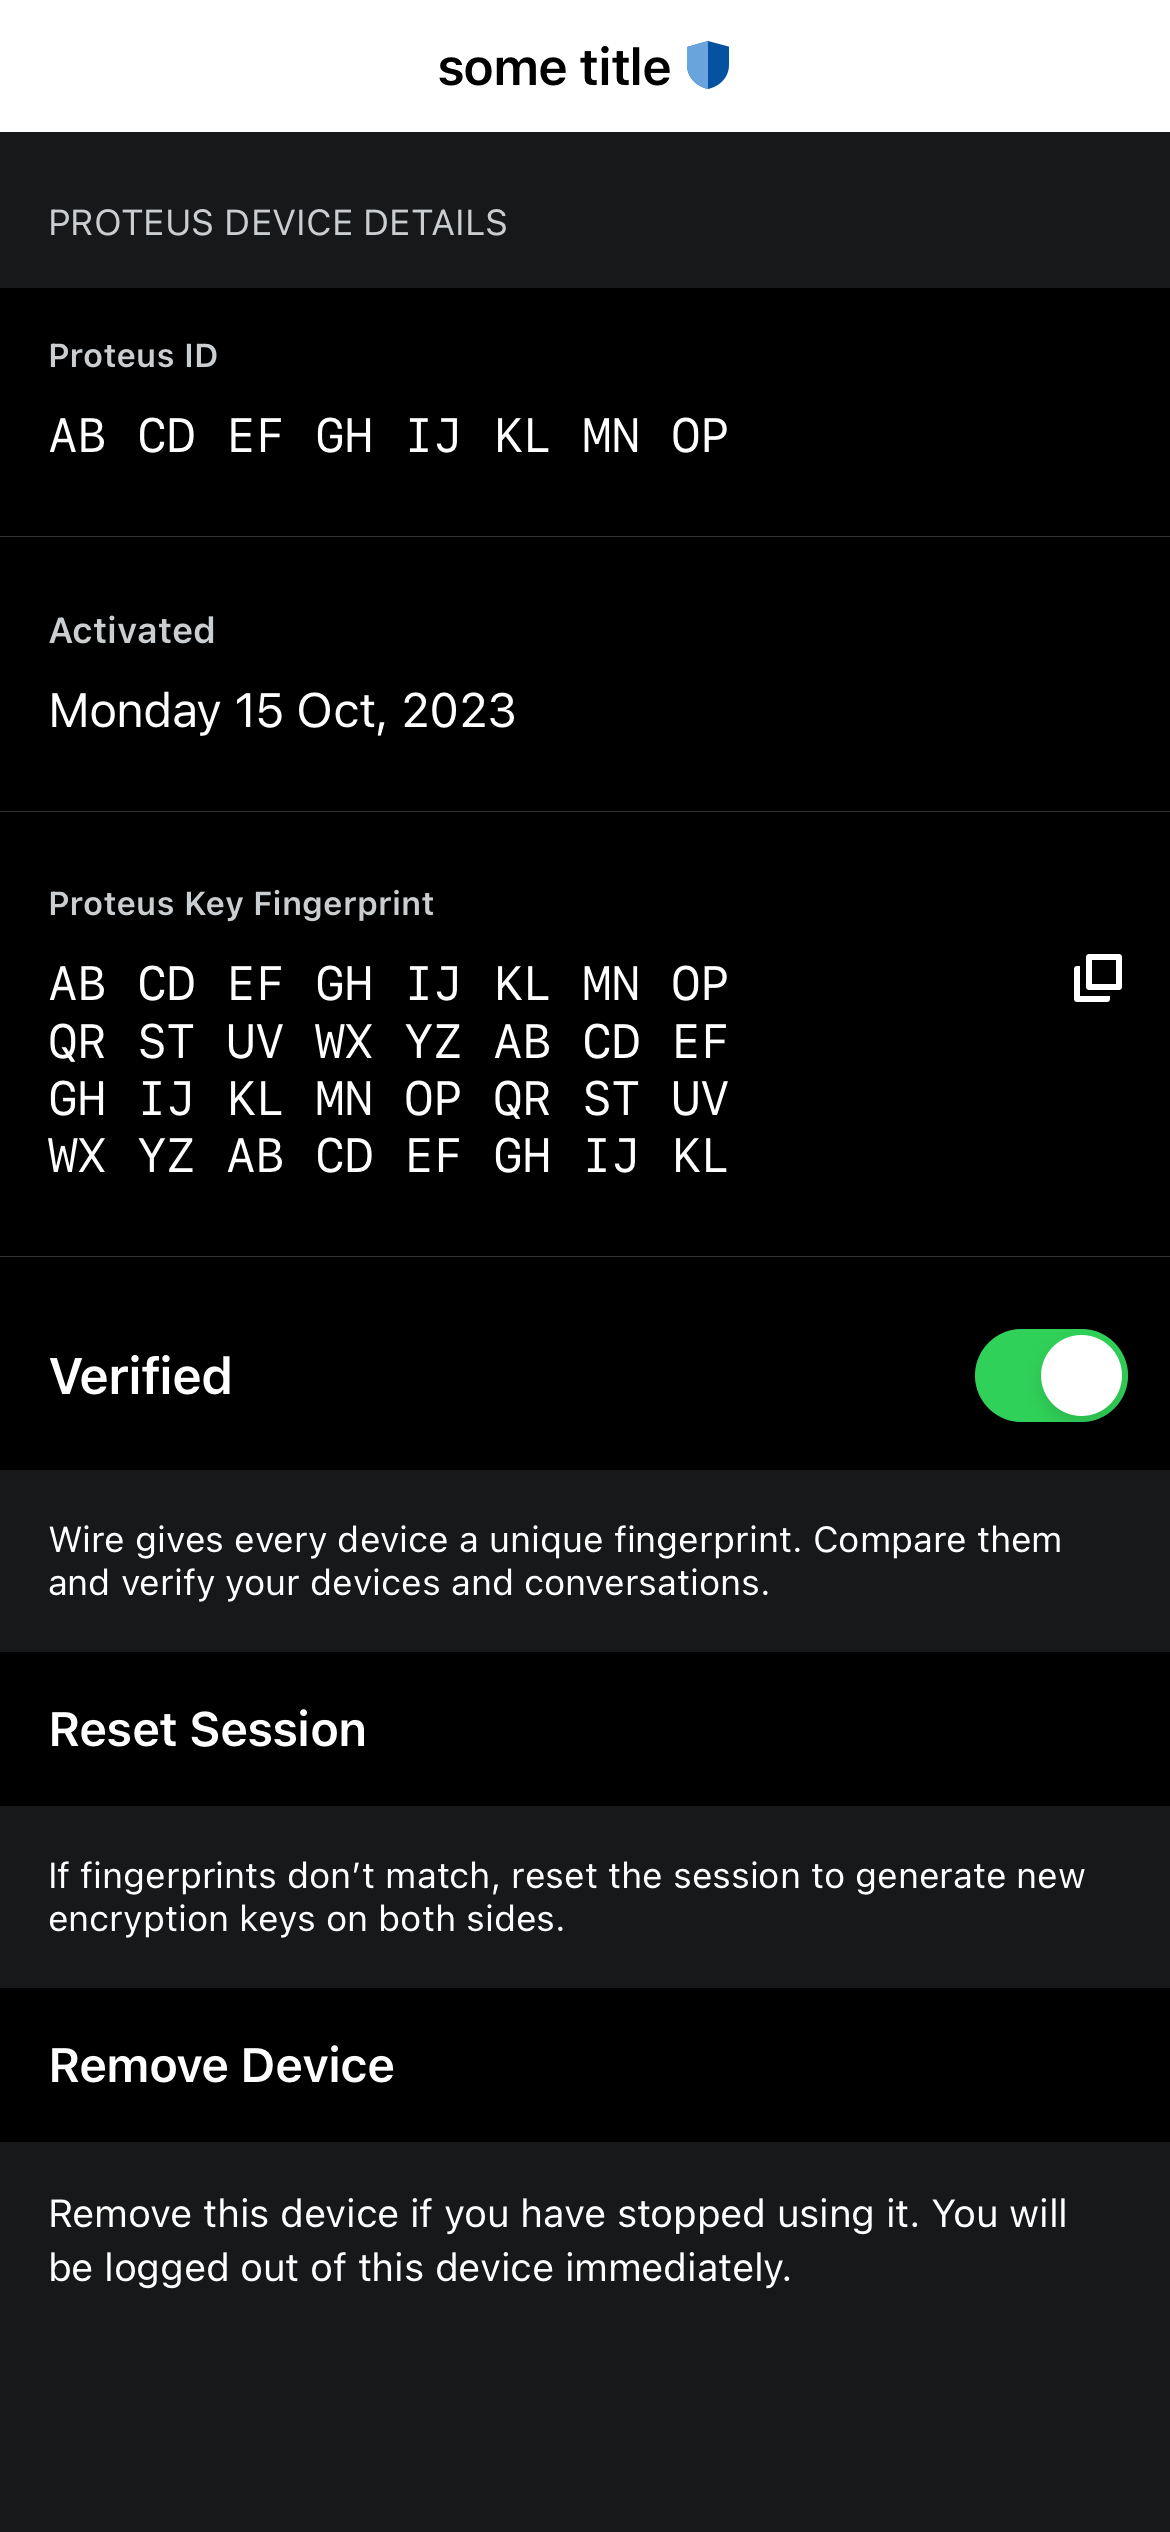 some title
PROTEUS DEVICE DETAILS
Proteus ID
AB CD EF GH IJ KL MN OP
Activated
Monday 15 Oct, 2023
Proteus Key Fingerprint
AB CD EF GH IJ KL MN OP
QR ST UV WX YZ AB CD EF
GH IJ KL MN OP QR ST UV
WX YZ AB CD EF GH IJ KL
Verified
Wire gives every device a unique fingerprint. Compare them
and verify your devices and conversations.
Reset Session
If fingerprints don’t match, reset the session to generate new
encryption keys on both sides.
Remove Device
Remove this device if you have stopped using it. You will
be logged out of this device immediately.